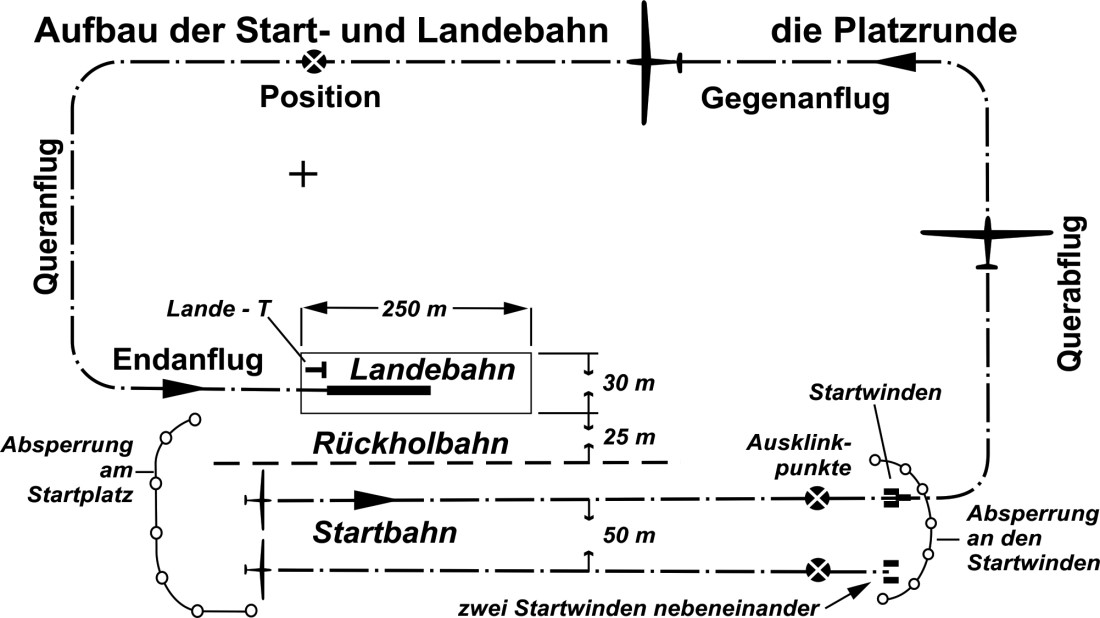 Aufbau der Start- und Landebahn
die Platzrunde
Position
Gegenanflug
Queranflug
Querabflug
Lande - T
250 m
Endanflug
Landebahn
30 m
Startwinden
Absperrung
am
Startplatz
Rückholbahn
25 m
Ausklink-
punkte
Startbahn
50 m
Absperrung
an den
Startwinden
zwei Startwinden nebeneinander